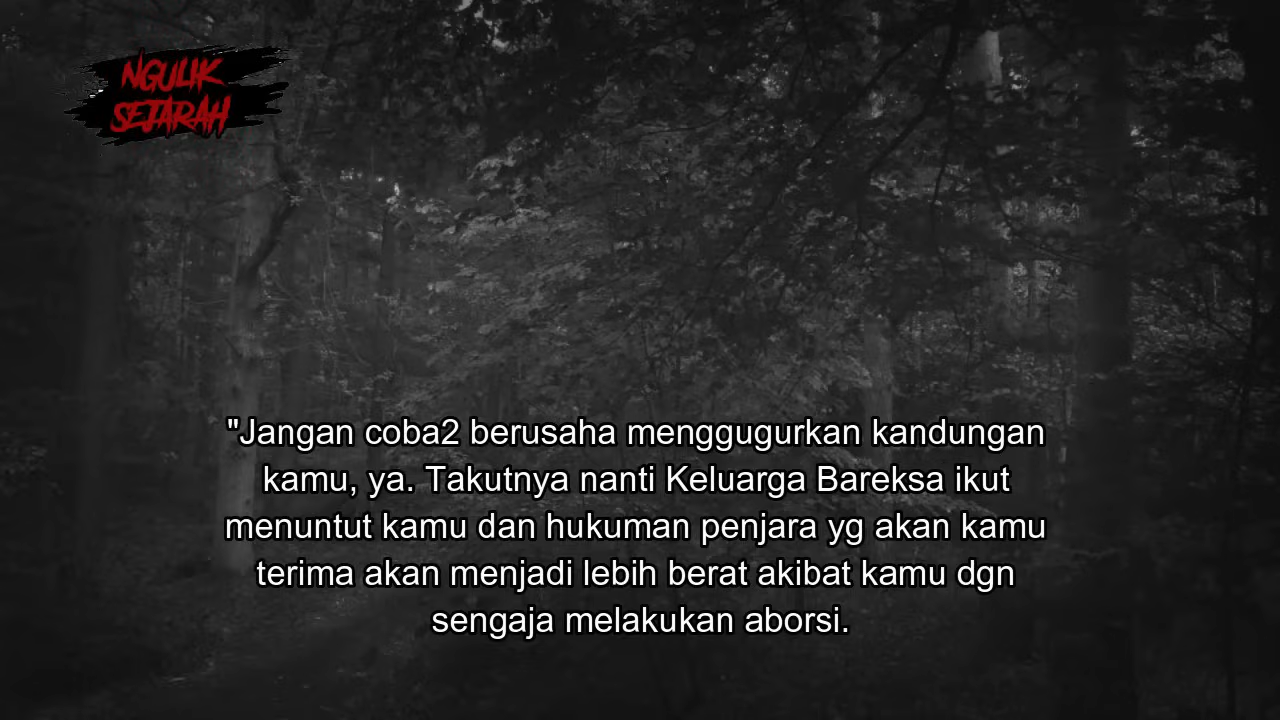 NGULIK
SEJARAH
"Jangan coba2 berusaha menggugurkan kandungan
kamu, ya. Takutnya nanti Keluarga Bareksa ikut
menuntut kamu dan hukuman penjara yg akan kamu
terima akan menjadi lebih berat akibat kamu dgn
sengaja melakukan aborsi.